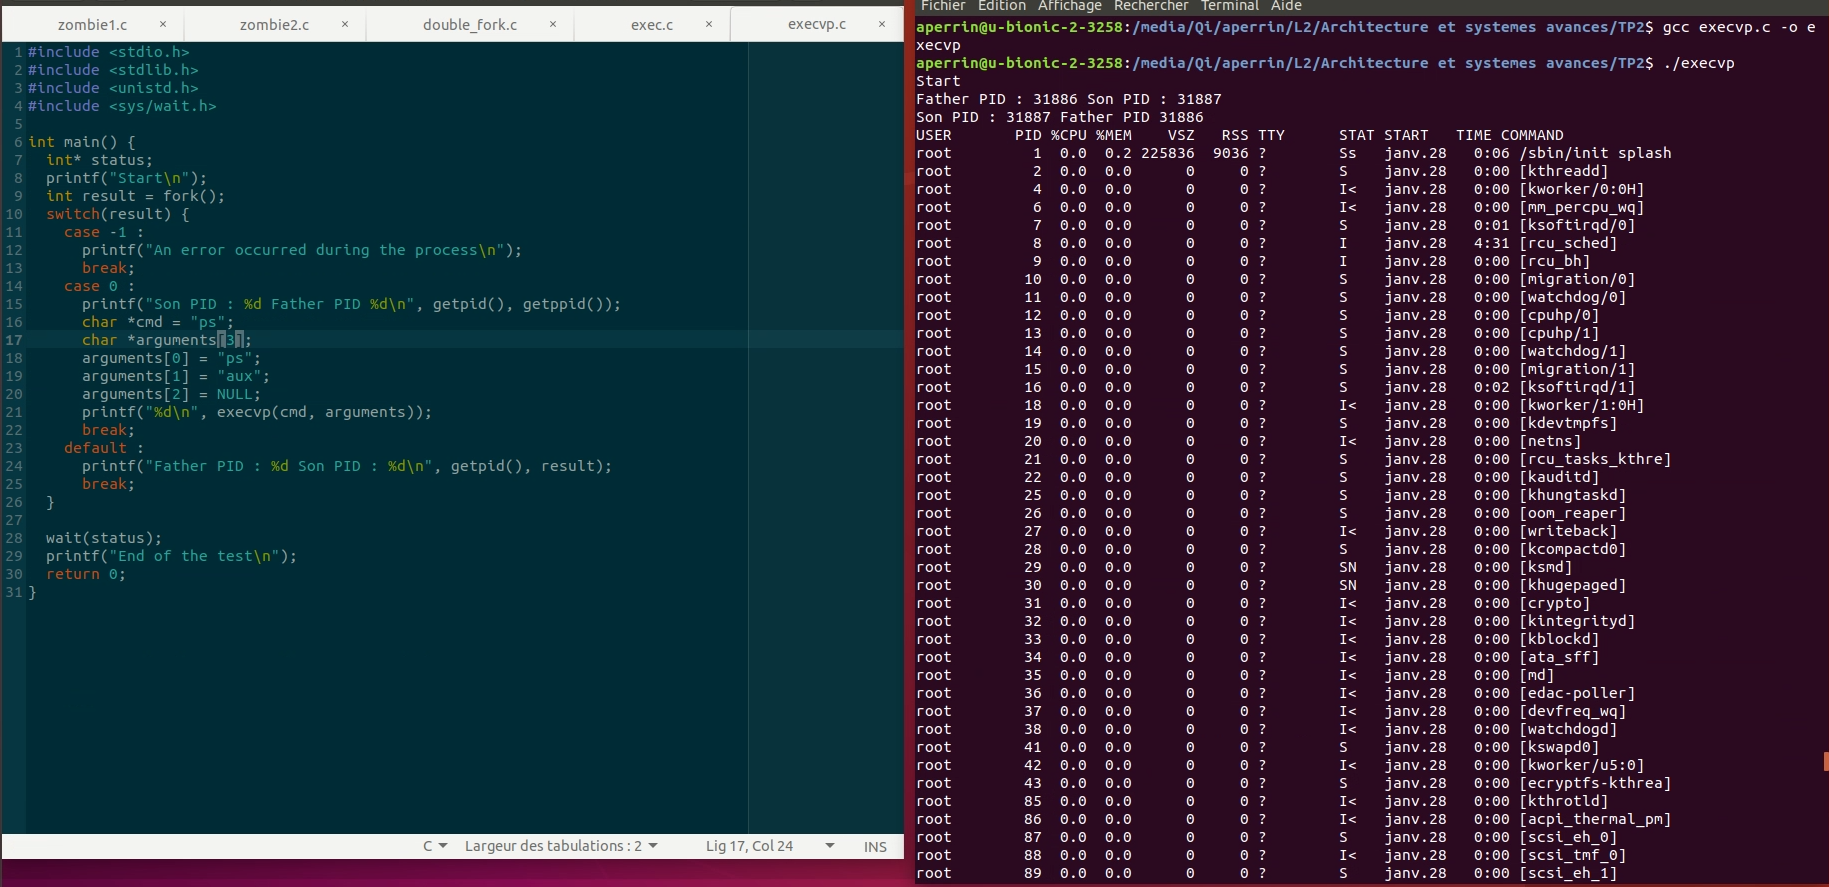 zombie1.c × zombie2.c × double_fork.c × exec.c × execvp.c ×
1 #include <stdio.h>
2 #include <stdlib.h>
3 #include <unistd.h>
4 #include <sys/wait.h>
5
6 int main() {
7   int* status;
8   printf("Start\n");
9   int result = fork();
10   switch(result) {
11     case -1 :
12       printf("An error occurred during the process\n");
13       break;
14     case 0 :
15       printf("Son PID : %d Father PID %d\n", getpid(), getppid());
16       char *cmd = "ps";
17       char *arguments[3];
18       arguments[0] = "ps";
19       arguments[1] = "aux";
20       arguments[2] = NULL;
21       printf("%d\n", execvp(cmd, arguments));
22       break;
23     default :
24       printf("Father PID : %d Son PID : %d\n", getpid(), result);
25       break;
26   }
27
28   wait(status);
29   printf("End of the test\n");
30   return 0;
31 }
C Largeur des tabulations : 2 Lig 17, Col 24 INS
Fichier Edition Affichage Rechercher Terminal Aide
aperrin@u-bionic-2-3258:/media/Qi/aperrin/L2/Architecture et systemes avances/TP2$ gcc execvp.c -o e
xecvp
aperrin@u-bionic-2-3258:/media/Qi/aperrin/L2/Architecture et systemes avances/TP2$ ./execvp
Start
Father PID : 31886 Son PID : 31887
Son PID : 31887 Father PID 31886
USER PID %CPU %MEM VSZ RSS TTY STAT START TIME COMMAND
root 1 0.0 0.2 225836 9036 ? Ss janv.28 0:06 /sbin/init splash
root 2 0.0 0.0 0 0 ? S janv.28 0:00 [kthreadd]
root 4 0.0 0.0 0 0 ? I< janv.28 0:00 [kworker/0:0H]
root 6 0.0 0.0 0 0 ? I< janv.28 0:00 [mm_percpu_wq]
root 7 0.0 0.0 0 0 ? S janv.28 0:01 [ksoftirqd/0]
root 8 0.0 0.0 0 0 ? I janv.28 4:31 [rcu_sched]
root 9 0.0 0.0 0 0 ? I janv.28 0:00 [rcu_bh]
root 10 0.0 0.0 0 0 ? S janv.28 0:00 [migration/0]
root 11 0.0 0.0 0 0 ? S janv.28 0:00 [watchdog/0]
root 12 0.0 0.0 0 0 ? S janv.28 0:00 [cpuhp/0]
root 13 0.0 0.0 0 0 ? S janv.28 0:00 [cpuhp/1]
root 14 0.0 0.0 0 0 ? S janv.28 0:00 [watchdog/1]
root 15 0.0 0.0 0 0 ? S janv.28 0:00 [migration/1]
root 16 0.0 0.0 0 0 ? S janv.28 0:02 [ksoftirqd/1]
root 18 0.0 0.0 0 0 ? I< janv.28 0:00 [kworker/1:0H]
root 19 0.0 0.0 0 0 ? S janv.28 0:00 [kdevtmpfs]
root 20 0.0 0.0 0 0 ? I< janv.28 0:00 [netns]
root 21 0.0 0.0 0 0 ? S janv.28 0:00 [rcu_tasks_kthre]
root 22 0.0 0.0 0 0 ? S janv.28 0:00 [kauditd]
root 25 0.0 0.0 0 0 ? S janv.28 0:00 [khungtaskd]
root 26 0.0 0.0 0 0 ? S janv.28 0:00 [oom_reaper]
root 27 0.0 0.0 0 0 ? I< janv.28 0:00 [writeback]
root 28 0.0 0.0 0 0 ? S janv.28 0:00 [kcompactd0]
root 29 0.0 0.0 0 0 ? SN janv.28 0:00 [ksmd]
root 30 0.0 0.0 0 0 ? SN janv.28 0:00 [khugepaged]
root 31 0.0 0.0 0 0 ? I< janv.28 0:00 [crypto]
root 32 0.0 0.0 0 0 ? I< janv.28 0:00 [kintegrityd]
root 33 0.0 0.0 0 0 ? I< janv.28 0:00 [kblockd]
root 34 0.0 0.0 0 0 ? I< janv.28 0:00 [ata_sff]
root 35 0.0 0.0 0 0 ? I< janv.28 0:00 [md]
root 36 0.0 0.0 0 0 ? I< janv.28 0:00 [edac-poller]
root 37 0.0 0.0 0 0 ? I< janv.28 0:00 [devfreq_wq]
root 38 0.0 0.0 0 0 ? I< janv.28 0:00 [watchdogd]
root 41 0.0 0.0 0 0 ? S janv.28 0:00 [kswapd0]
root 42 0.0 0.0 0 0 ? I< janv.28 0:00 [kworker/u5:0]
root 43 0.0 0.0 0 0 ? S janv.28 0:00 [ecryptfs-kthrea]
root 85 0.0 0.0 0 0 ? I< janv.28 0:00 [kthrotld]
root 86 0.0 0.0 0 0 ? I< janv.28 0:00 [acpi_thermal_pm]
root 87 0.0 0.0 0 0 ? S janv.28 0:00 [scsi_eh_0]
root 88 0.0 0.0 0 0 ? I< janv.28 0:00 [scsi_tmf_0]
root 89 0.0 0.0 0 0 ? S janv.28 0:00 [scsi_eh_1]